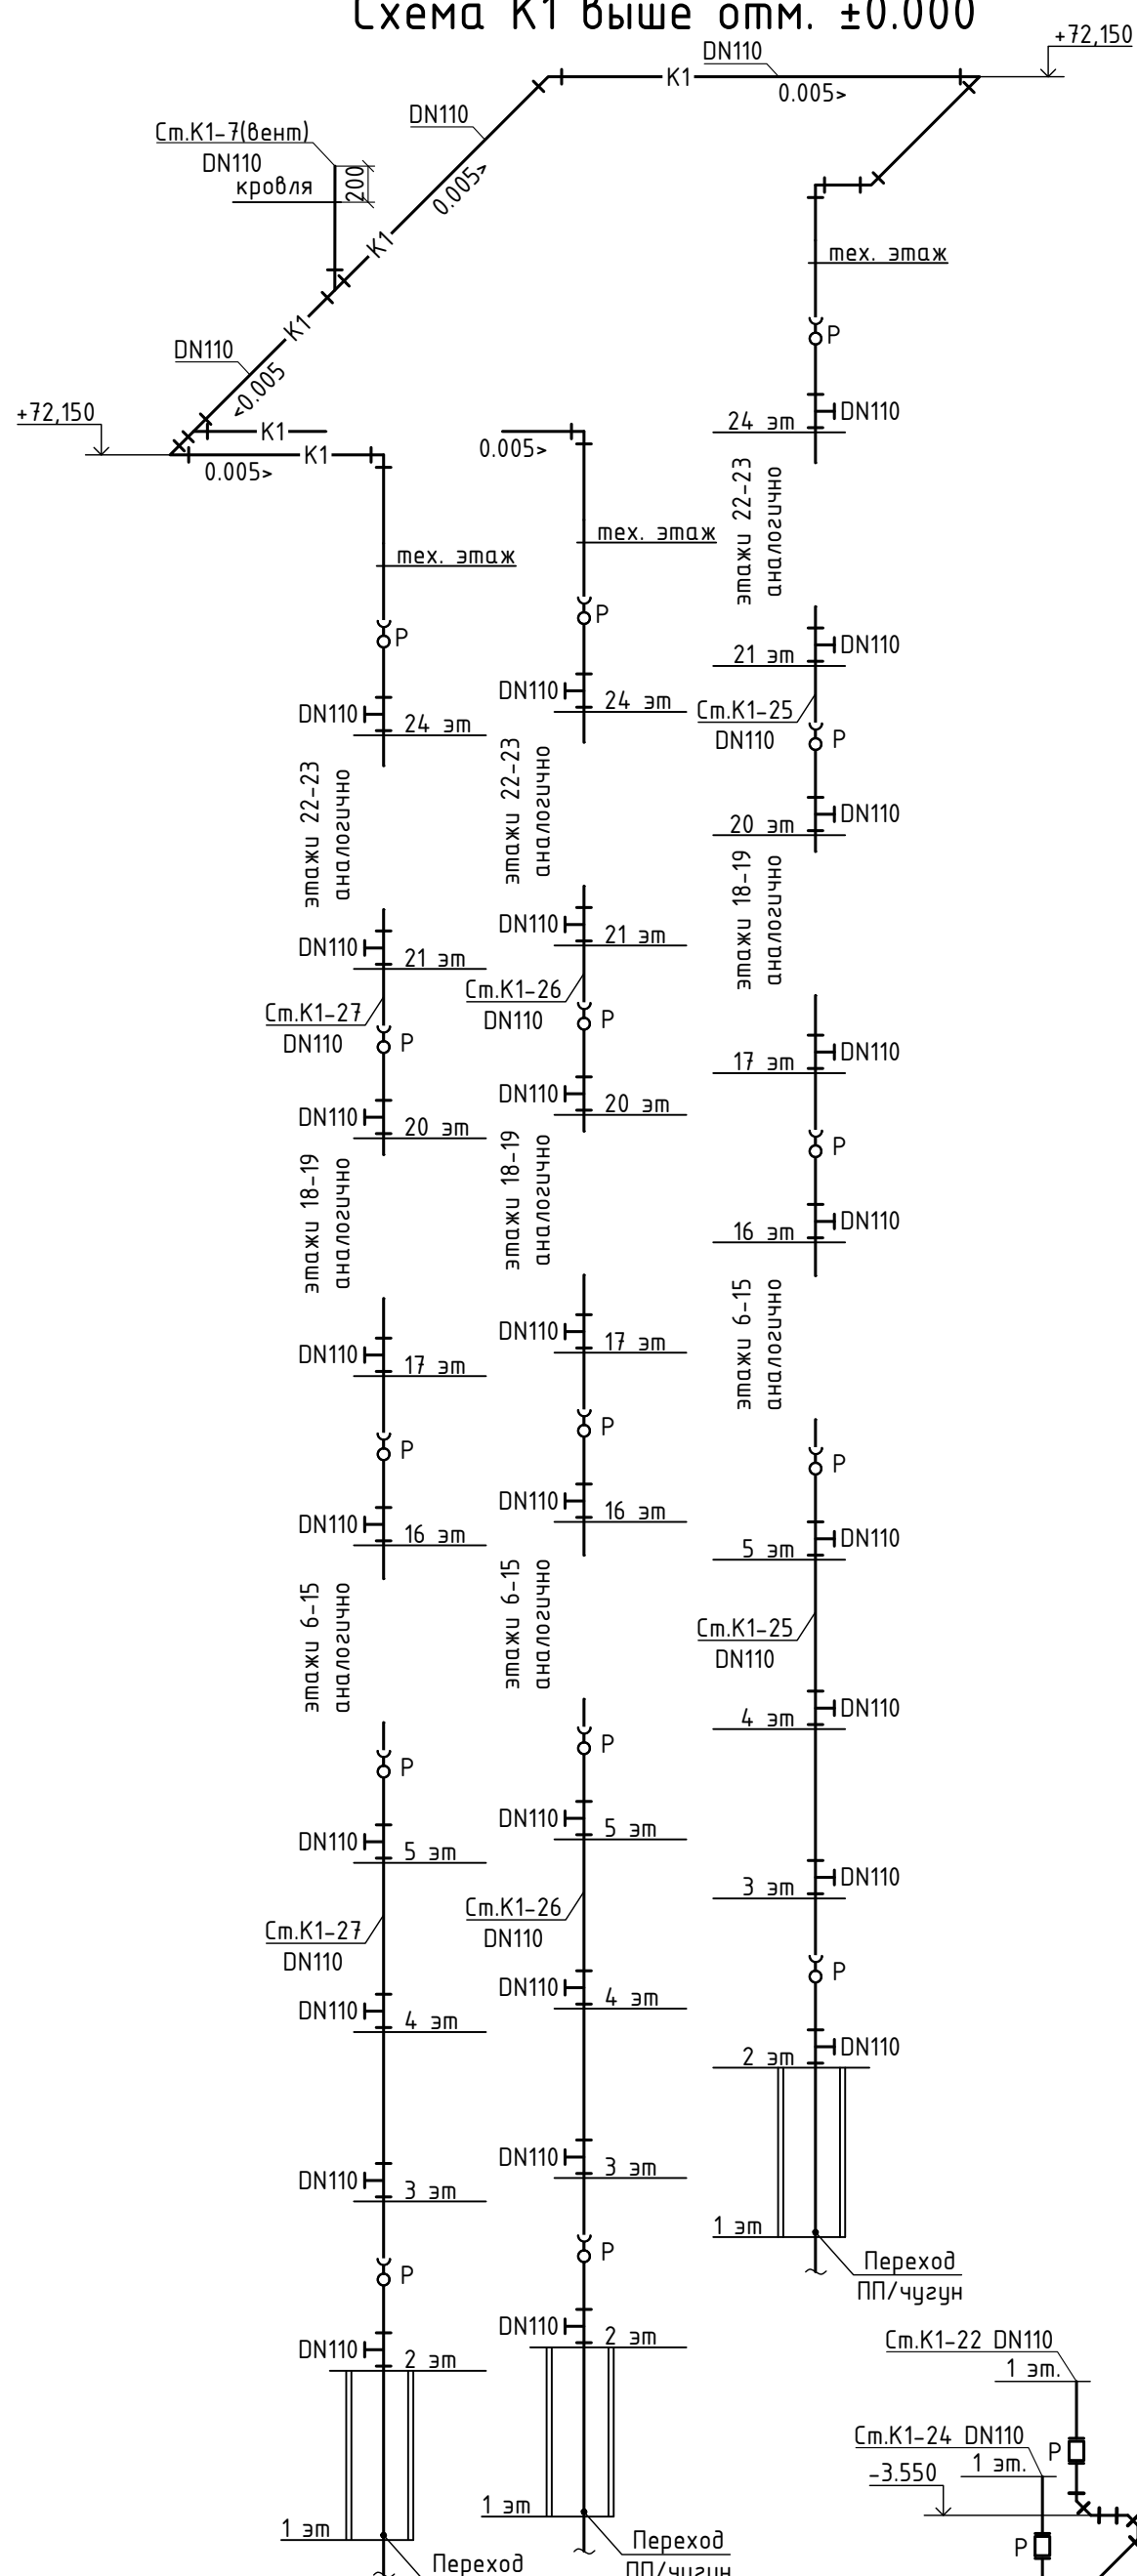 Схема К1 выше отм. ±0.000
DN110
+72,150
К1
0.005>
DN110
Ст.К1-7(вент)
DN110
кровля
200
0.005>
К1
тех. этаж
К1
Р
DN110
<0.005
+72,150
DN110
24 эт
К1
0.005>
К1
0.005>
этажи 22-23
аналогично
тех. этаж
тех. этаж
Р
Р
DN110
21 эт
DN110
24 эт
Ст.К1-25
DN110
Р
DN110
24 эт
этажи 22-23
аналогично
этажи 22-23
аналогично
DN110
20 эт
этажи 18-19
аналогично
DN110
21 эт
DN110
21 эт
Ст.К1-26
DN110
Р
Ст.К1-27
DN110
Р
DN110
17 эт
DN110
20 эт
DN110
20 эт
Р
этажи 18-19
аналогично
этажи 18-19
аналогично
DN110
16 эт
DN110
17 эт
этажи 6-15
аналогично
DN110
17 эт
Р
Р
Р
DN110
16 эт
DN110
16 эт
DN110
5 эт
этажи 6-15
аналогично
этажи 6-15
аналогично
Ст.К1-25
DN110
DN110
4 эт
Р
Р
DN110
5 эт
DN110
5 эт
DN110
3 эт
Ст.К1-26
DN110
Ст.К1-27
DN110
Р
DN110
4 эт
DN110
4 эт
DN110
2 эт
DN110
3 эт
DN110
3 эт
1 эт
Р
Переход
ПП/чугун
Р
DN110
2 эт
Ст.К1-22 DN110
1 эт.
DN110
2 эт
Ст.К1-24 DN110
1 эт.
Р
-3.550
1 эт
1 эт
Переход
ПП/чугун
Р
Переход